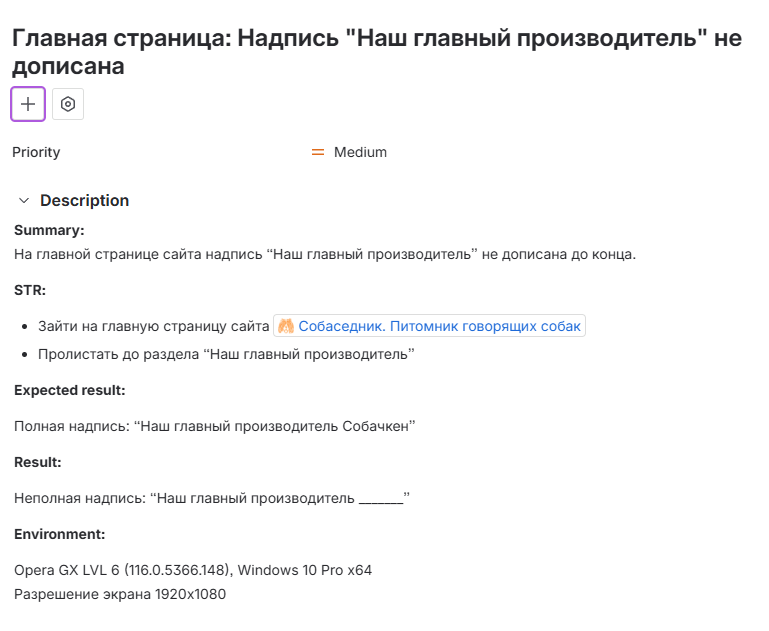 Главная страница: Надпись "Наш главный производитель" не
дописана
Priority
Medium
Description
Summary:
На главной странице сайта надпись “Наш главный производитель” не дописана до конца.
STR:
• Зайти на главную страницу сайта Собаседник. Питомник говорящих собак
• Пролистать до раздела “Наш главный производитель”
Expected result:
Полная надпись: “Наш главный производитель Собачкен”
Result:
Неполная надпись: “Наш главный производитель _______”
Environment:
Opera GX LVL 6 (116.0.5366.148), Windows 10 Pro x64
Разрешение экрана 1920x1080